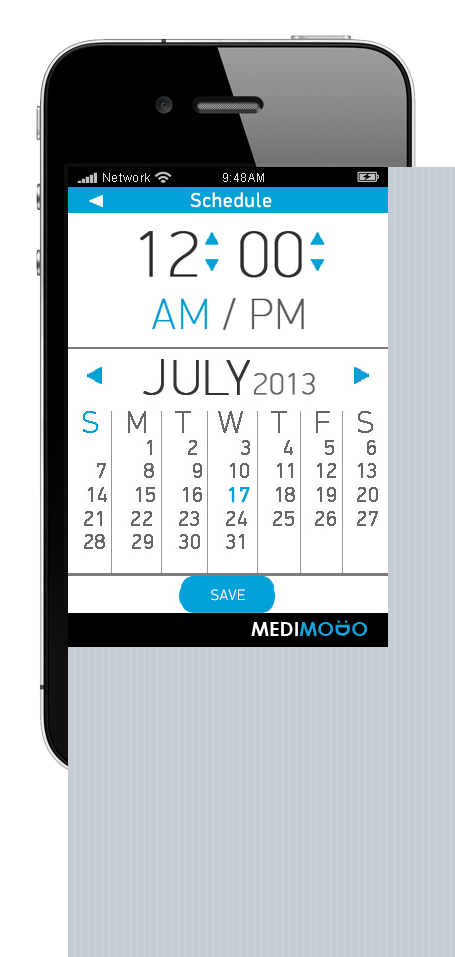 Network 9:48AM
Schedule
12 00
AM / PM
JULY 2013
S M T W T F S
1 2 3 4 5 6
7 8 9 10 11 12 13
14 15 16 17 18 19 20
21 22 23 24 25 26 27
28 29 30 31
SAVE
MEDIMODO